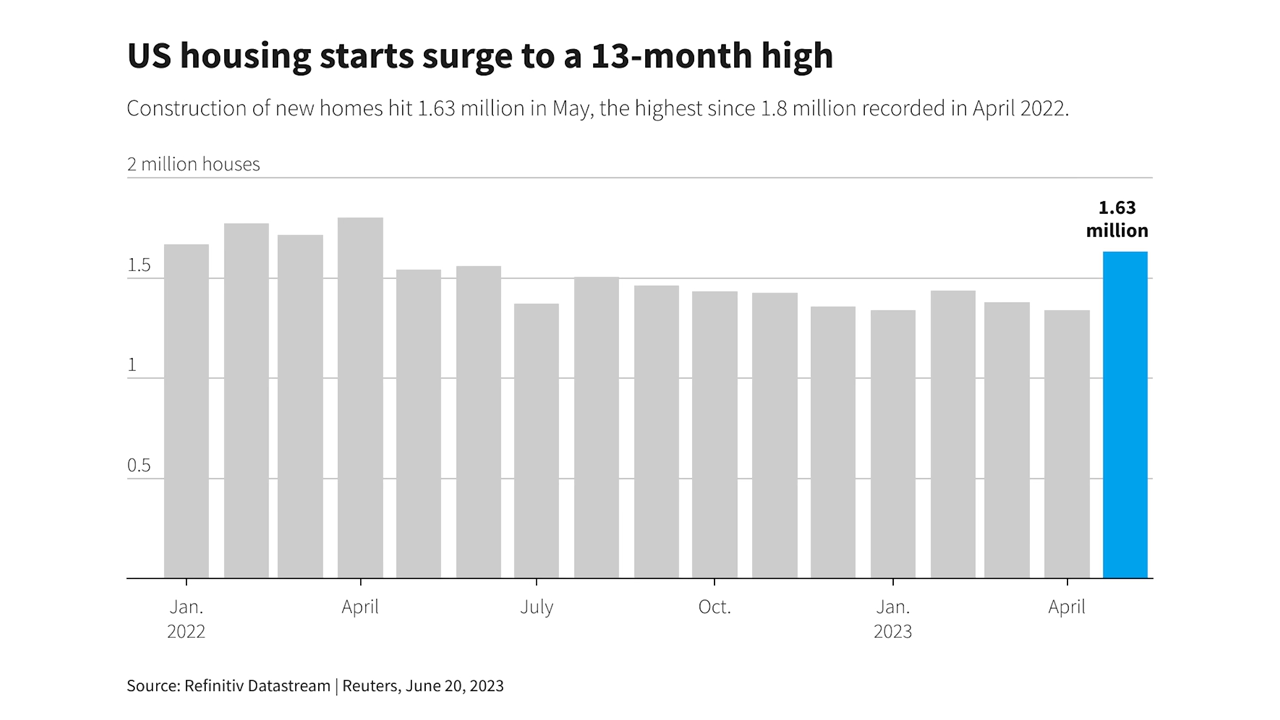 US housing starts surge to a 13-month high
Construction of new homes hit 1.63 million in May, the highest since 1.8 million recorded in April 2022.
2 million houses
1.63
million
1.5
1
0.5
Jan.
2022
April
July
Oct.
Jan.
2023
April
Source: Refinitiv Datastream | Reuters, June 20, 2023